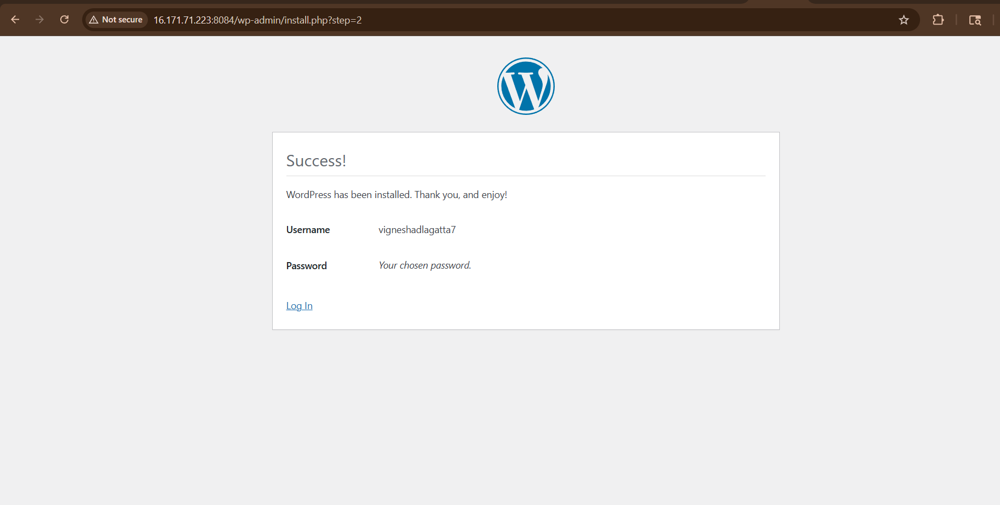 Not secure 16.171.71.223:8084/wp-admin/install.php?step=2
Success!
WordPress has been installed. Thank you, and enjoy!
Username vigneshadlagatta7
Password Your chosen password.
Log In